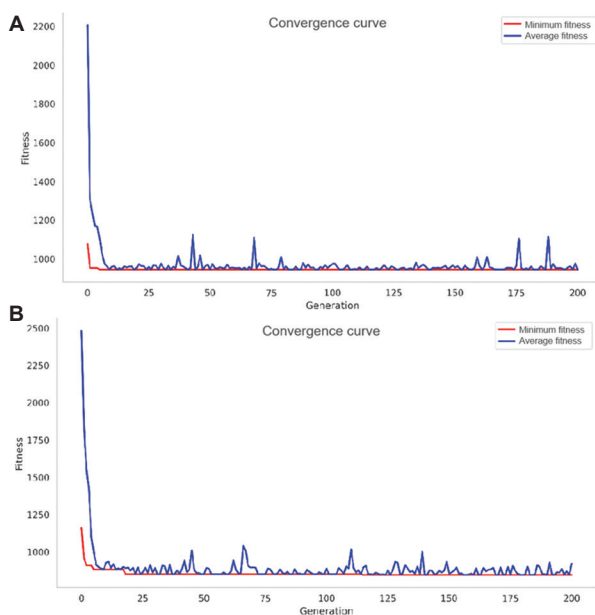 A
Convergence curve
Minimum fitness
Average fitness
Fitness
2200
2000
1800
1600
1400
1200
1000
0
25
50
75
100
125
150
175
200
Generation
B
Convergence curve
Minimum fitness
Average fitness
Fitness
2500
2250
2000
1750
1500
1250
1000
0
25
50
75
100
125
150
175
200
Generation